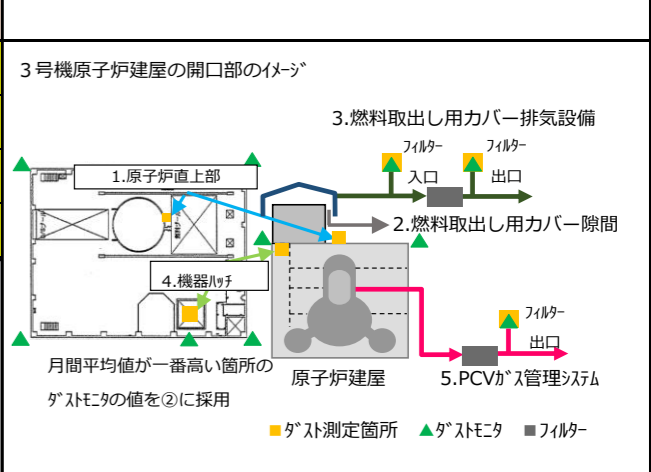 3号機原子炉建屋の開口部のｲﾒｰｼﾞ
3.燃料取出し用カバー排気設備
ﾌｨﾙﾀｰ
ﾌｨﾙﾀｰ
入口
出口
1.原子炉直上部
2.燃料取出し用カバー隙間
4.機器ﾊｯﾁ
ﾌｨﾙﾀｰ
出口
月間平均値が一番高い箇所の
ﾀﾞｽﾄﾓﾆﾀの値を②に採用
原子炉建屋
5.PCVｶﾞｽ管理ｼｽﾃﾑ
ﾀﾞｽﾄ測定箇所
ﾀﾞｽﾄﾓﾆﾀ
ﾌｨﾙﾀｰ